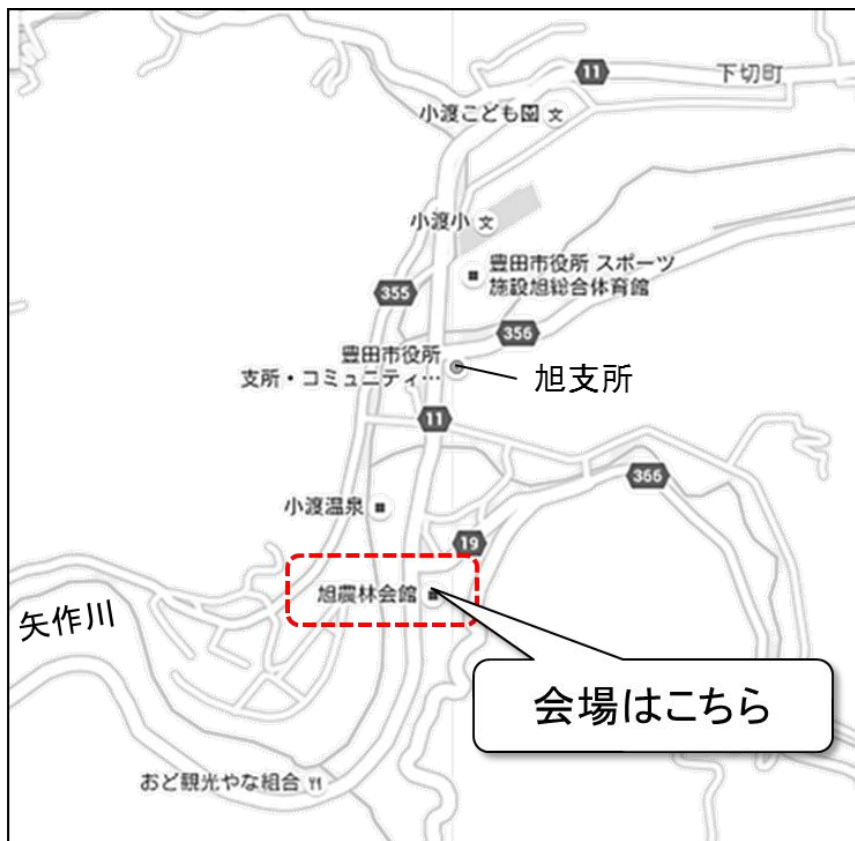 11
下切町
小渡こども園
小渡小
豊田市役所 スポーツ
施設旭総合体育館
355
356
豊田市役所
支所・コミュニティ…
旭支所
11
366
小渡温泉
19
旭農林会館
矢作川
会場はこちら
おど観光やな組合